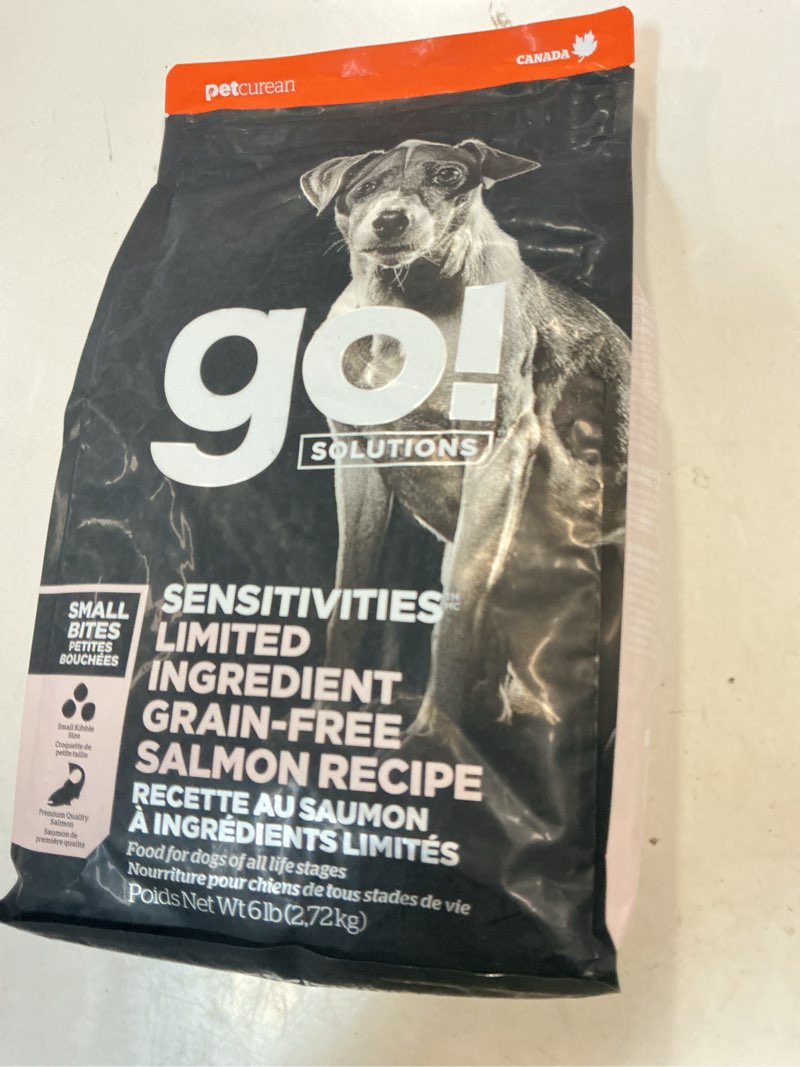 petcurean
CANADA
go!
SOLUTIONS
SMALL
BITES
PETITES
BOUCHÉES
Small Kibble
Size
Croquette de
petite taille
Premium Quality
Salmon
Saumon de
première qualité
SENSITIVITIES™ MC
LIMITED
INGREDIENT
GRAIN-FREE
SALMON RECIPE
RECETTE AU SAUMON
À INGRÉDIENTS LIMITÉS
Food for dogs of all life stages
Nourriture pour chiens de tous stades de vie
Poids Net Wt 6 lb (2,72 kg)